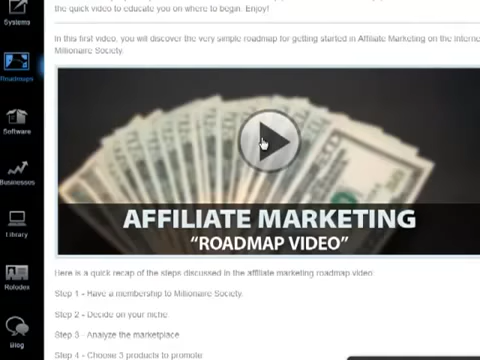 the quick video to educate you on where to begin. Enjoy!
In this first video, you will discover the very simple roadmap for getting started in Affiliate Marketing on the
Millionaire Society.
AFFILIATE MARKETING
"ROADMAP VIDEO"
Here is a quick recap of the steps discussed in the affiliate marketing roadmap video:
Step 1 - Have a membership to Millionaire Society.
Step 2 - Decide on your niche.
Step 3 - Analyze the marketplace
Step 4 - Choose 3 products to promote
Systems
Roadmaps
Software
Businesses
Library
Rolodex
Blog